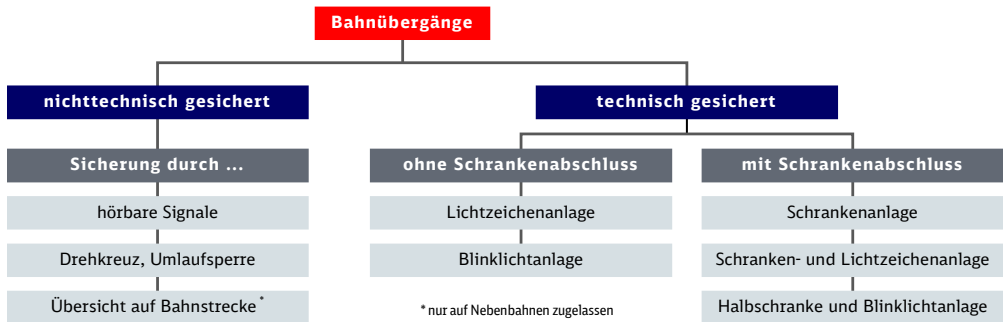 Bahnübergänge
nichttechnisch gesichert
technisch gesichert
Sicherung durch ...
ohne Schrankenabschluss
mit Schrankenabschluss
hörbare Signale
Lichtzeichenanlage
Schrankenanlage
Drehkreuz, Umlaufsperre
Blinklichtanlage
Schranken- und Lichtzeichenanlage
Übersicht auf Bahnstrecke*
* nur auf Nebenbahnen zugelassen
Halbschranke und Blinklichtanlage